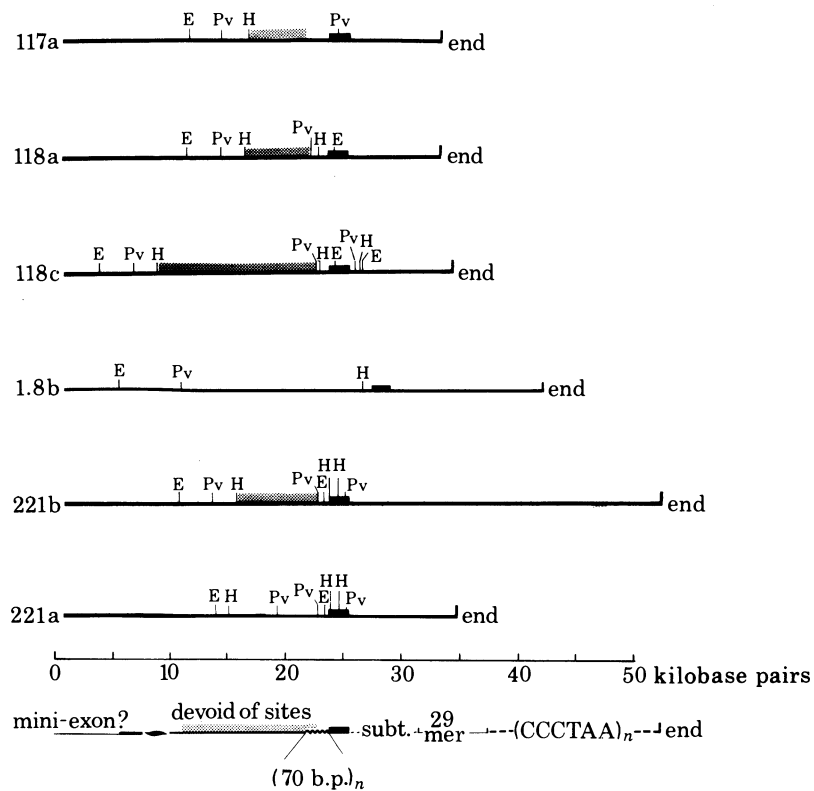 E Pv H Pv
117a end
E Pv H Pv H E
118a end
E Pv H Pv H E Pv H E
118c end
E Pv H
1.8b end
E Pv H Pv E H H Pv
221b end
E H Pv Pv E H H Pv
221a end
0 10 20 30 40 50 kilobase pairs
mini-exon? devoid of sites subt. 29 mer (CCCTAA)n end
(70 b.p.)n